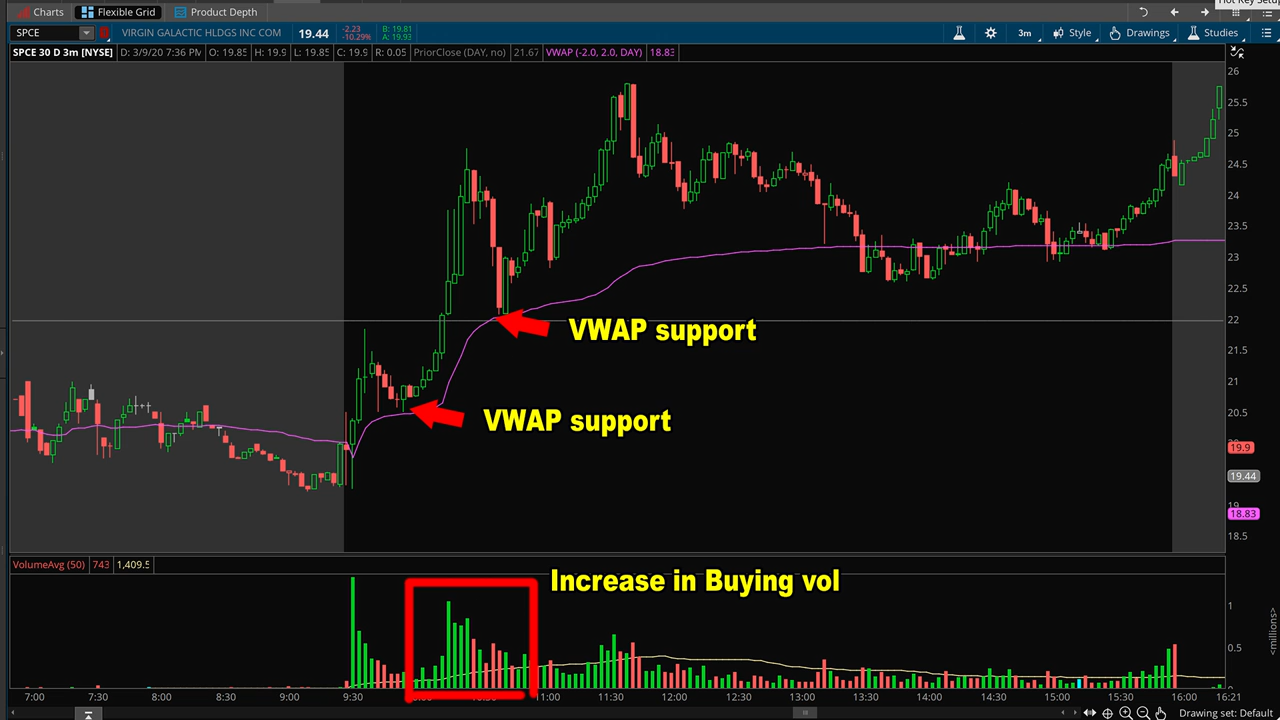 Hot Key Setup
Charts Flexible Grid Product Depth
SPCE VIRGIN GALACTIC HLDGS INC COM 19.44 -2.23 -10.29% B: 19.81 A: 19.93 3m Style Drawings Studies
SPCE 30 D 3m [NYSE] D: 3/9/20 7:36 PM O: 19.85 H: 19.9 L: 19.85 C: 19.9 R: 0.05 PriorClose (DAY, no) 21.67 VWAP (-2.0, 2.0, DAY) 18.83
26
25.5
25
24.5
24
23.5
23
22.5
22
VWAP support
21.5
21
20.5
VWAP support
20
19.9
19.44
19
18.83
18.5
VolumeAvg (50) 743 1,409.5
Increase in Buying vol
1
0.5
<millions>
7:00 7:30 8:00 8:30 9:00 9:30 11:00 11:30 12:00 12:30 13:00 13:30 14:00 14:30 15:00 15:30 16:00 16:21
Drawing set: Default